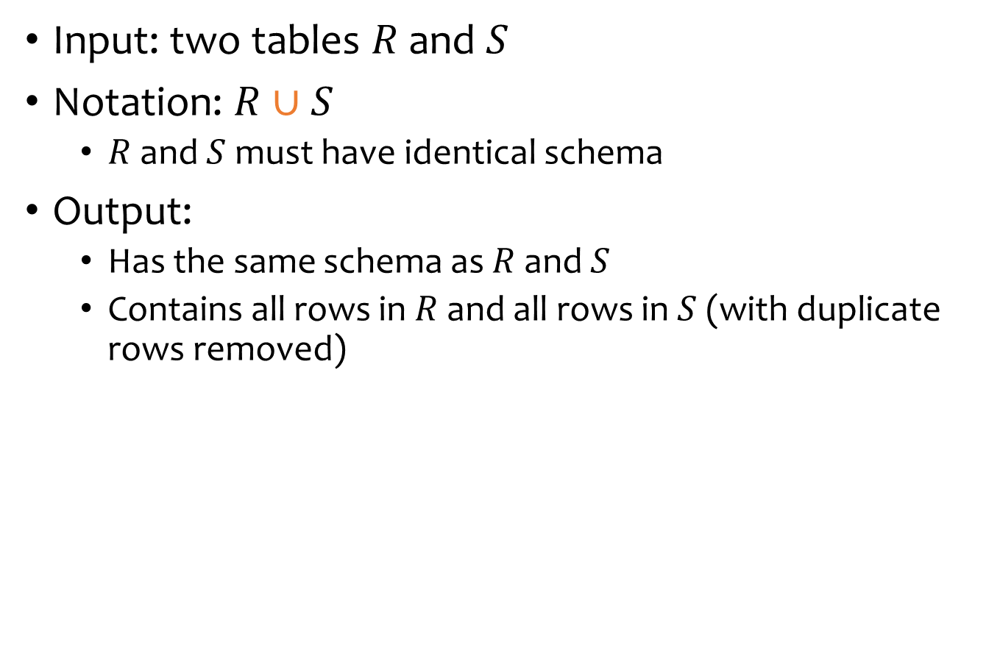 • Input: two tables R and S
• Notation: R ∪ S
• R and S must have identical schema
• Output:
• Has the same schema as R and S
• Contains all rows in R and all rows in S (with duplicate
rows removed)